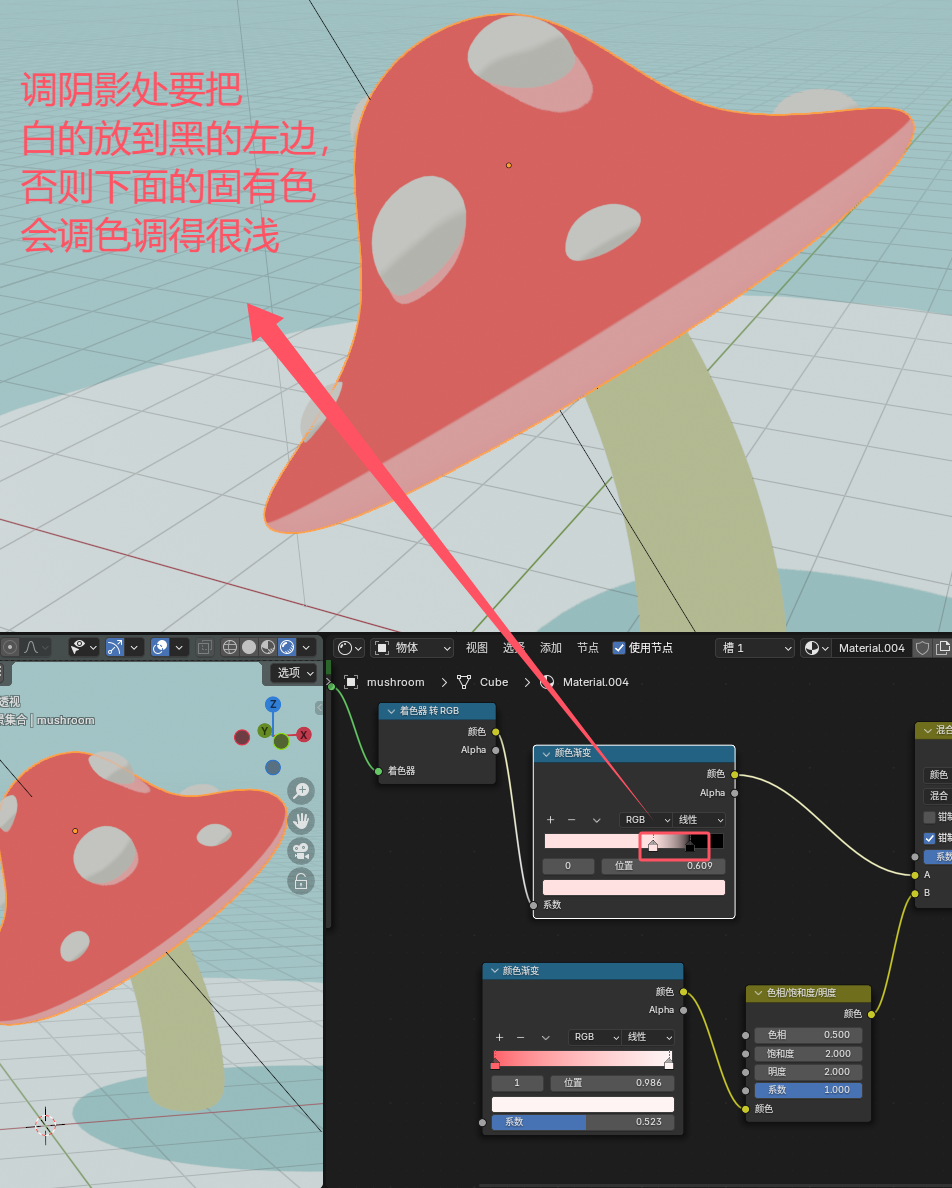 调阴影处要把
白的放到黑的左边，
否则下面的固有色
会调色调得很浅
物体
视图
选择
添加
节点
使用节点
槽 1
Material.004
选项
mushroom
Cube
Material.004
透视
集合 | mushroom
Z
Y
X
着色器转RGB
颜色
Alpha
着色器
颜色渐变
颜色
Alpha
RGB
线性
0
位置
0.609
系数
混合
颜色
混合
钳制
钳制
系数
A
B
颜色渐变
颜色
Alpha
RGB
线性
1
位置
0.986
系数
0.523
色相/饱和度/明度
颜色
色相
0.500
饱和度
2.000
明度
2.000
系数
1.000
颜色